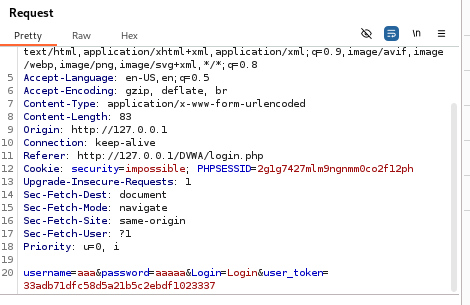 Request
Pretty Raw Hex \n
text/html,application/xhtml+xml,application/xml;q=0.9,image/avif,image
/webp,image/png,image/svg+xml,*/*;q=0.8
5 Accept-Language: en-US,en;q=0.5
6 Accept-Encoding: gzip, deflate, br
7 Content-Type: application/x-www-form-urlencoded
8 Content-Length: 83
9 Origin: http://127.0.0.1
10 Connection: keep-alive
11 Referer: http://127.0.0.1/DVWA/login.php
12 Cookie: security=impossible; PHPSESSID=2g1g7427mlm9ngnmm0co2f12ph
13 Upgrade-Insecure-Requests: 1
14 Sec-Fetch-Dest: document
15 Sec-Fetch-Mode: navigate
16 Sec-Fetch-Site: same-origin
17 Sec-Fetch-User: ?1
18 Priority: u=0, i
19
20 username=aaa&password=aaaaa&Login=Login&user_token=
33adb71dfc58d5a21b5c2ebdf1023337